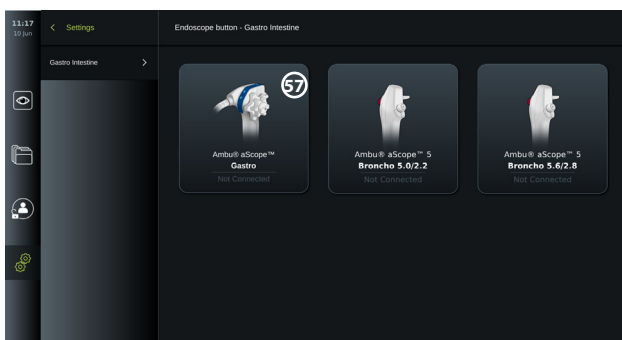 11:17
10 Jun
Settings
Endoscope button - Gastro Intestine
Gastro Intestine
57
Ambu® aScope™
Gastro
Not Connected
Ambu® aScope™ 5
Broncho 5.0/2.2
Not Connected
Ambu® aScope™ 5
Broncho 5.6/2.8
Not Connected